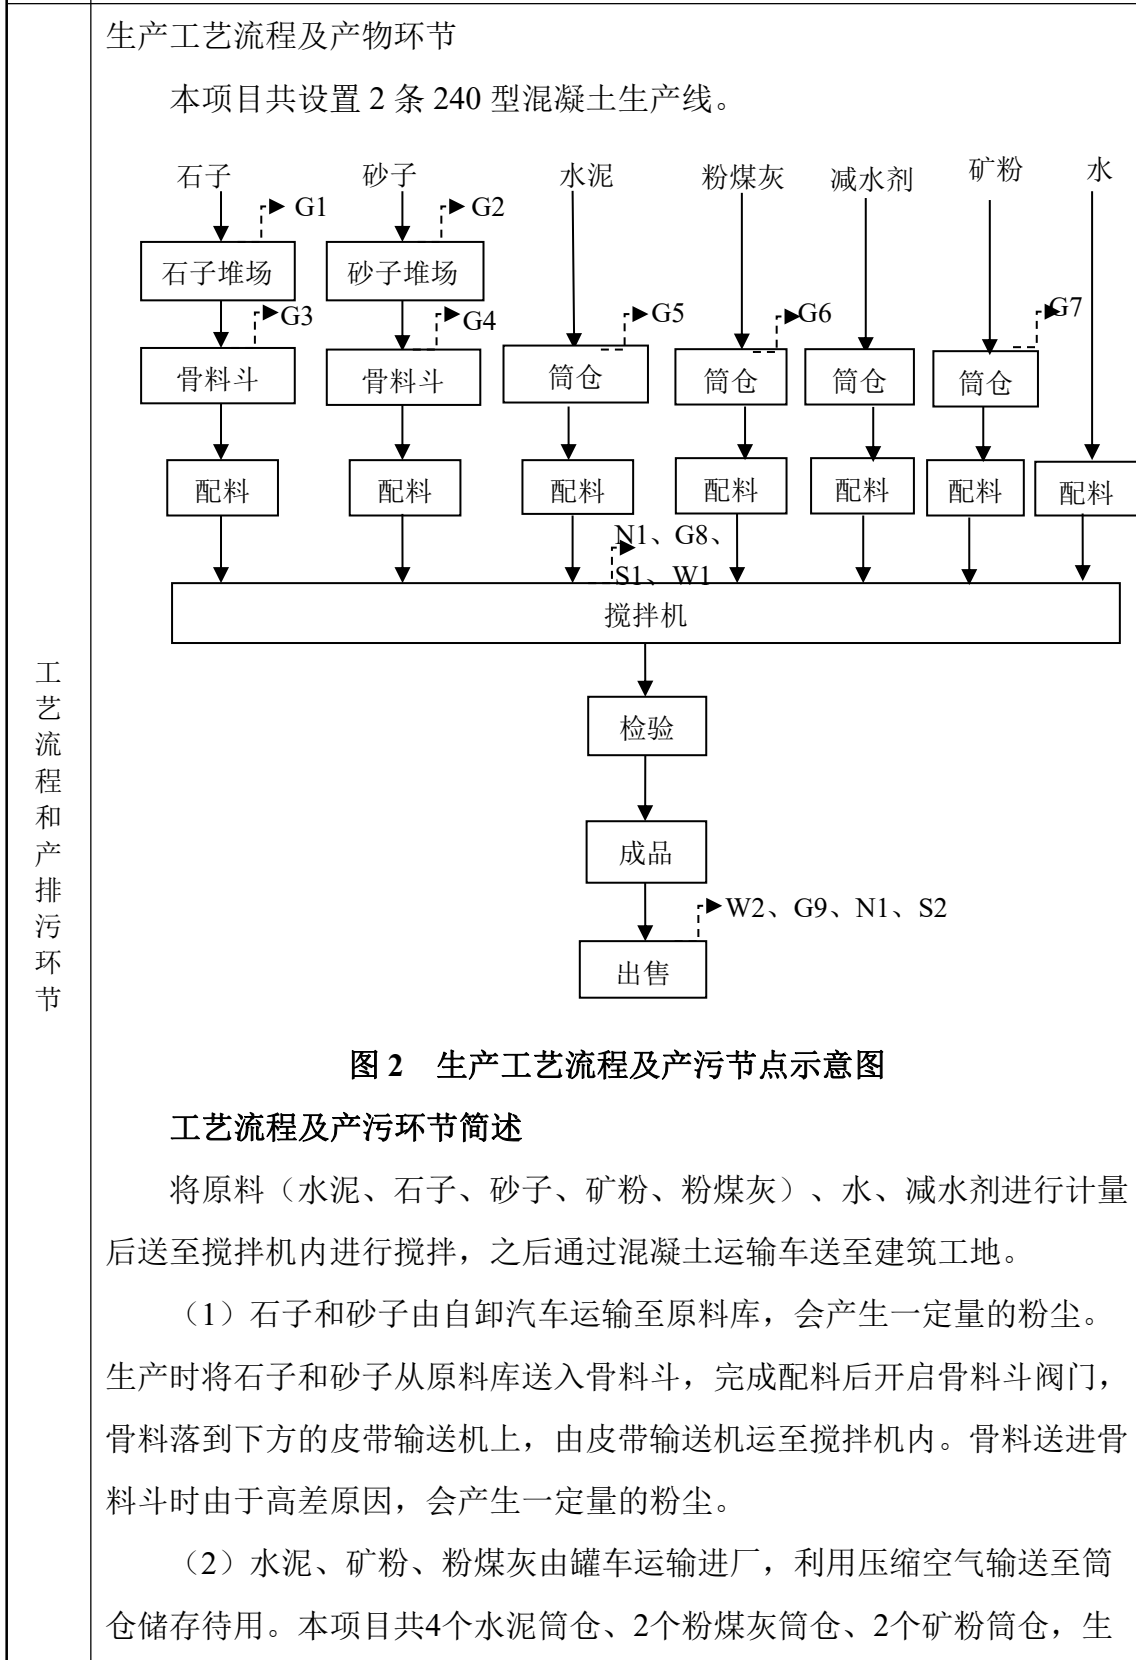 生产工艺流程及产物环节
本项目共设置 2 条 240 型混凝土生产线。
石子 砂子 水泥 粉煤灰 减水剂 矿粉 水
G1 G2
石子堆场 砂子堆场
G3 G4 G5 G6 G7
骨料斗 骨料斗 筒仓 筒仓 筒仓 筒仓
配料 配料 配料 配料 配料 配料 配料
N1、G8、
S1、W1
搅拌机
检验
成品
W2、G9、N1、S2
出售
工艺流程和产排污环节
图 2 生产工艺流程及产污节点示意图
工艺流程及产污环节简述
将原料（水泥、石子、砂子、矿粉、粉煤灰）、水、减水剂进行计量
后送至搅拌机内进行搅拌，之后通过混凝土运输车送至建筑工地。
（1）石子和砂子由自卸汽车运输至原料库，会产生一定量的粉尘。
生产时将石子和砂子从原料库送入骨料斗，完成配料后开启骨料斗阀门，
骨料落到下方的皮带输送机上，由皮带输送机运至搅拌机内。骨料送进骨
料斗时由于高差原因，会产生一定量的粉尘。
（2）水泥、矿粉、粉煤灰由罐车运输进厂，利用压缩空气输送至筒
仓储存待用。本项目共4个水泥筒仓、2个粉煤灰筒仓、2个矿粉筒仓，生